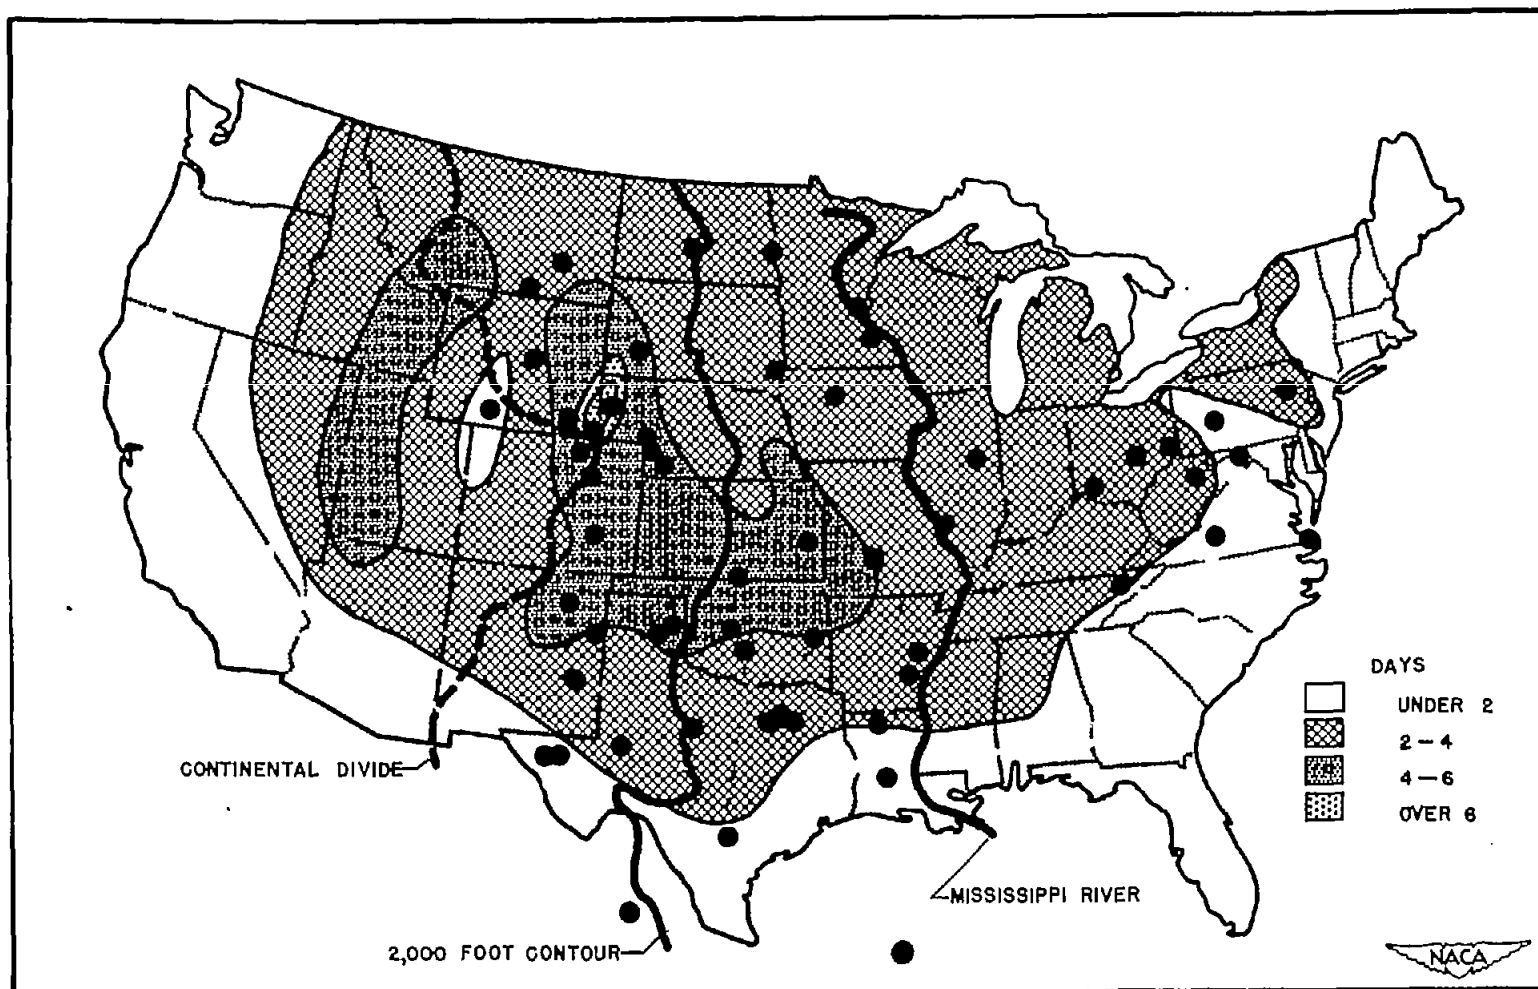 DAYS
UNDER 2
2-4
4-6
OVER 6
CONTINENTAL DIVIDE
MISSISSIPPI RIVER
2,000 FOOT CONTOUR
NACA